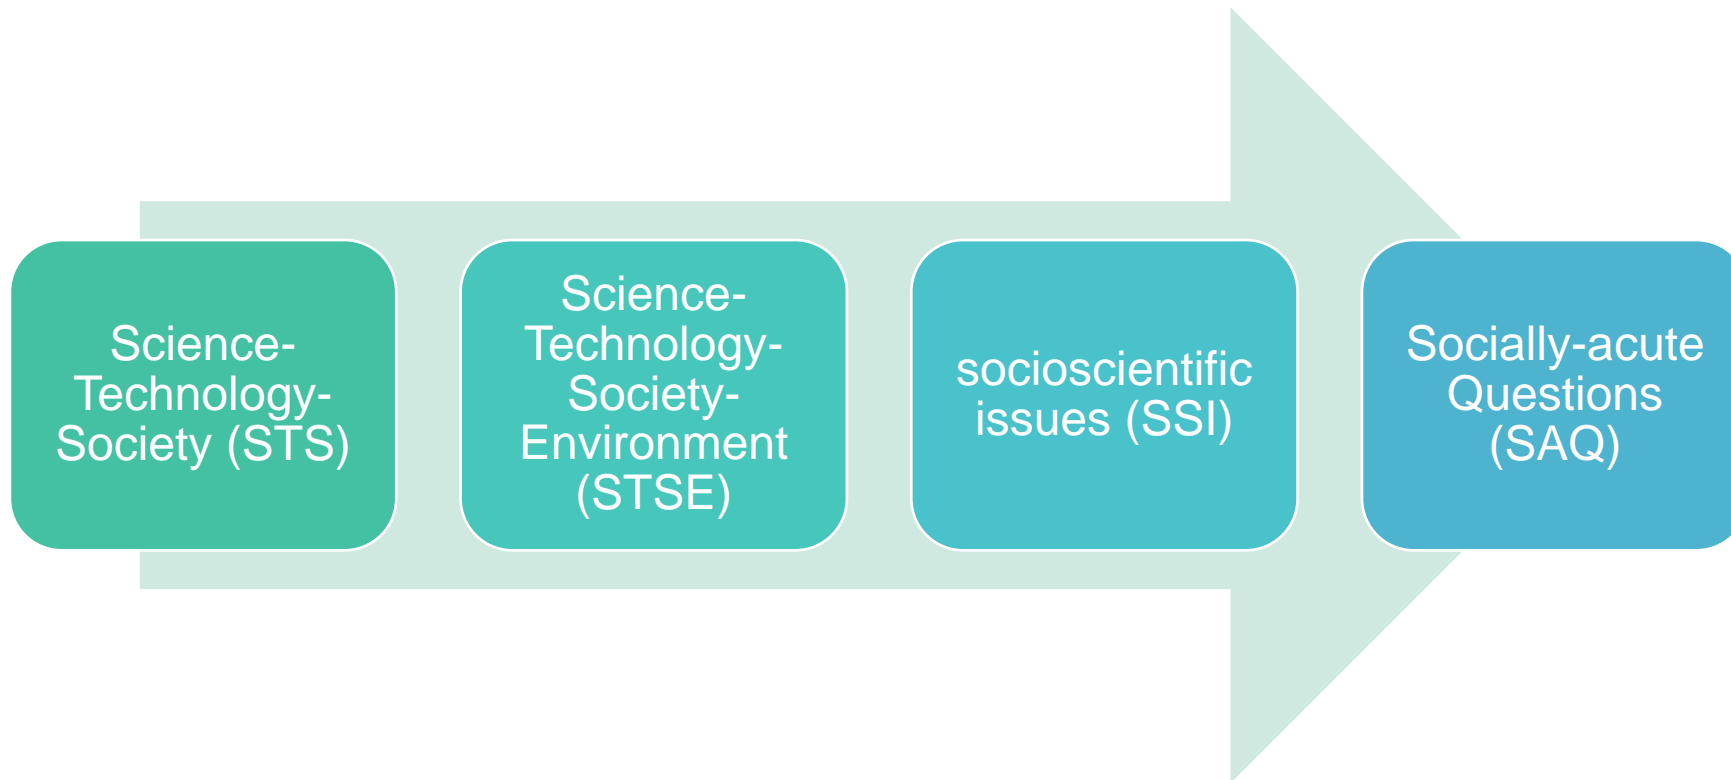 Science-
Technology-
Society (STS)
Science-
Technology-
Society-
Environment
(STSE)
socioscientific
issues (SSI)
Socially-acute
Questions
(SAQ)